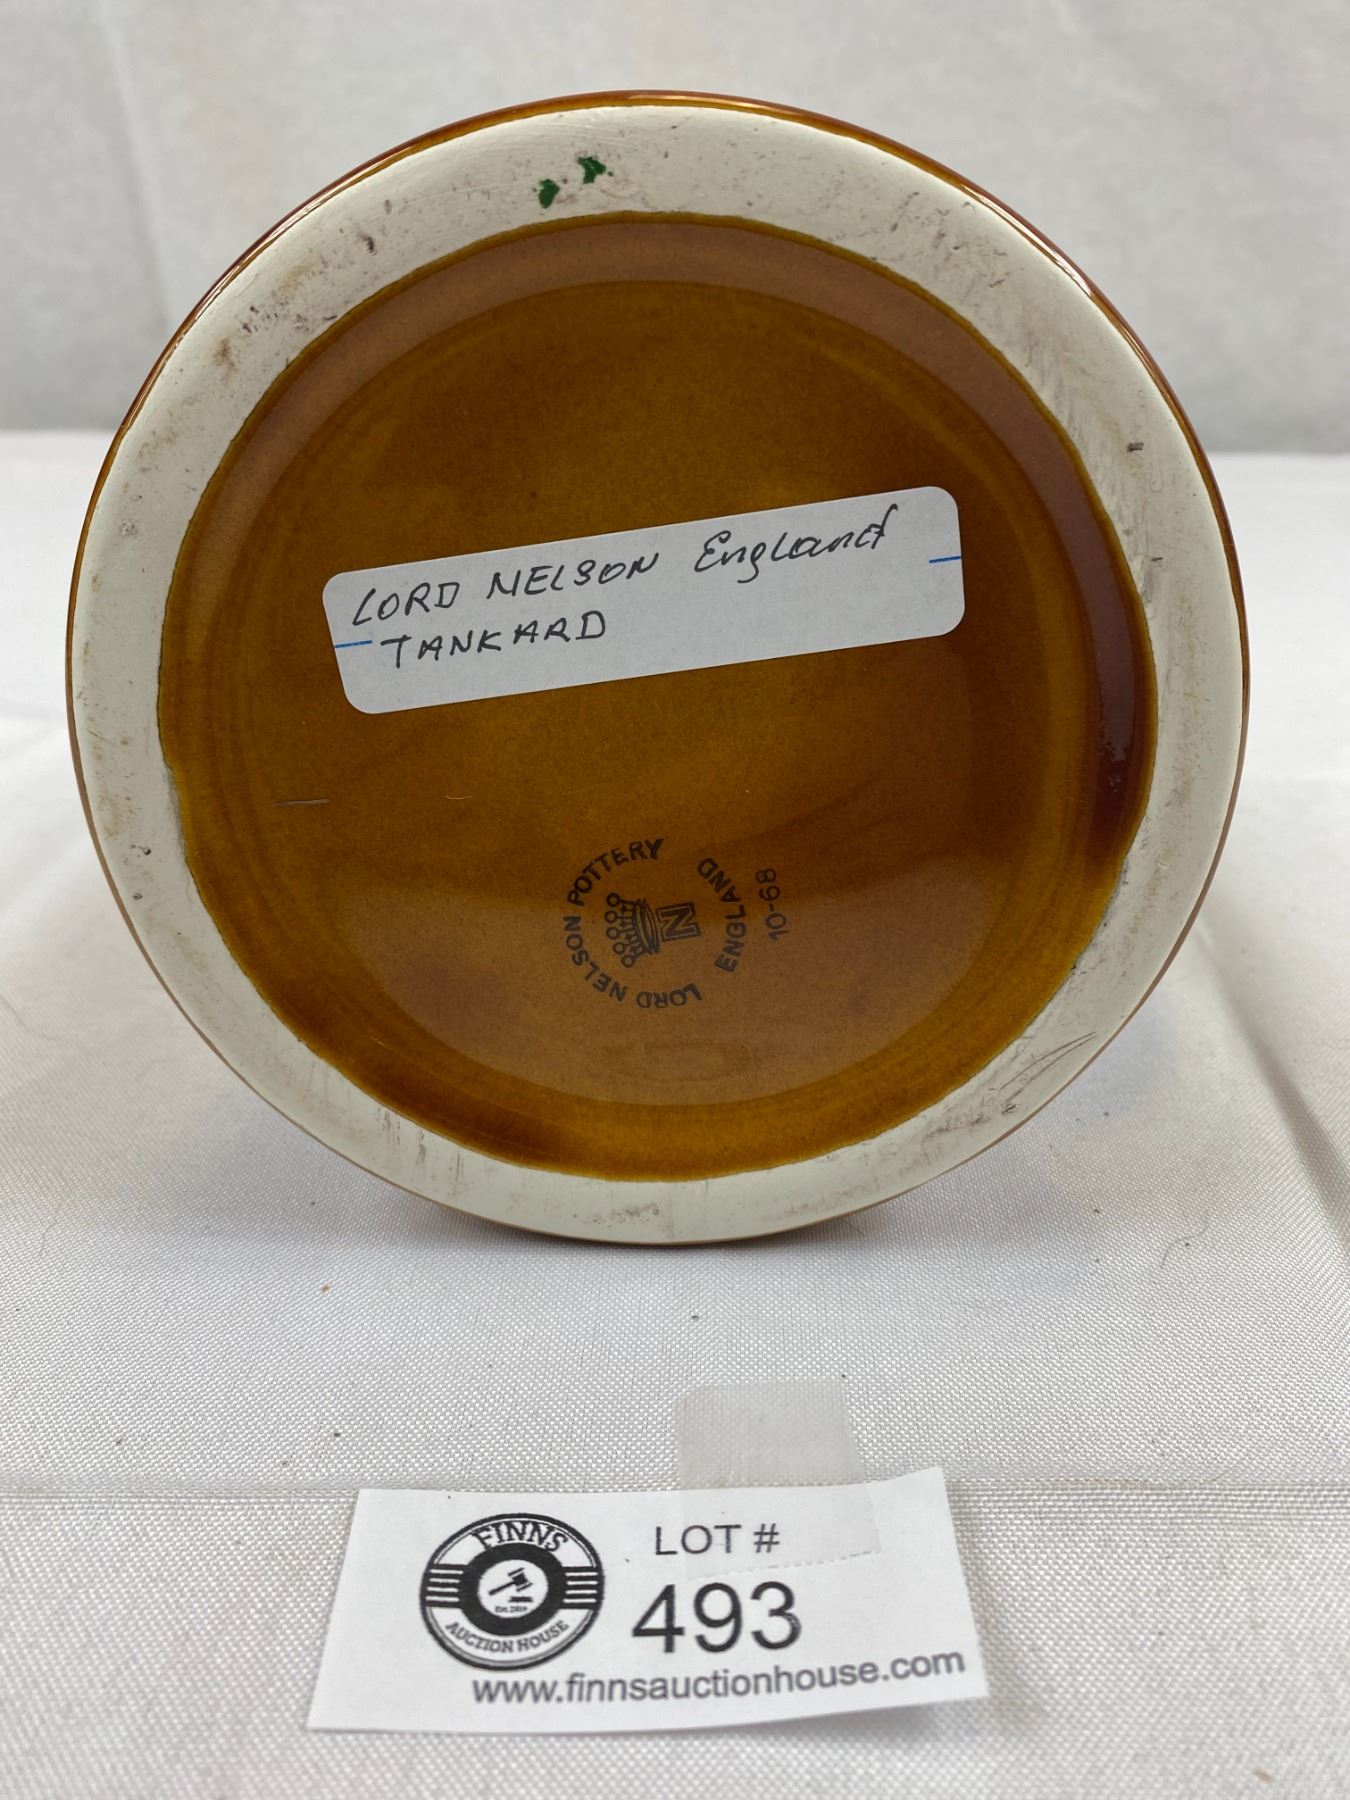 LORD NELSON England
TANKARD
LORD NELSON POTTERY
N
ENGLAND
10-68
FINNS
AUCTION HOUSE
LOT #
493
www.finnsauctionhouse.com